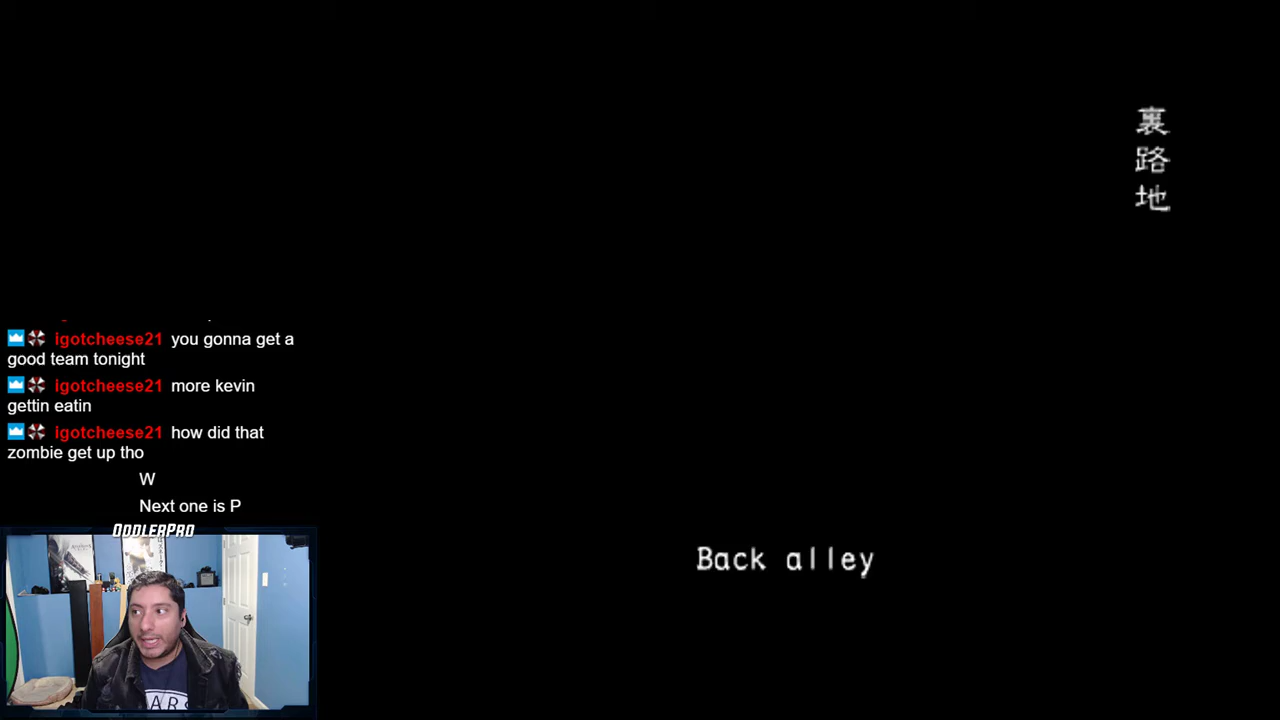 裏路地
igotcheese21 you gonna get a
good team tonight
igotcheese21 more kevin
gettin eatin
igotcheese21 how did that
zombie get up tho
W
Next one is P
OddlerPro
Back alley